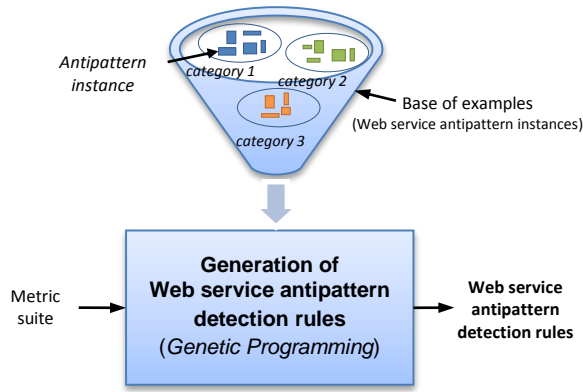 Antipattern
instance
category 1
category 2
category 3
Base of examples
(Web service antipattern instances)
Metric
suite
Generation of
Web service antipattern
detection rules
(Genetic Programming)
Web service
antipattern
detection rules